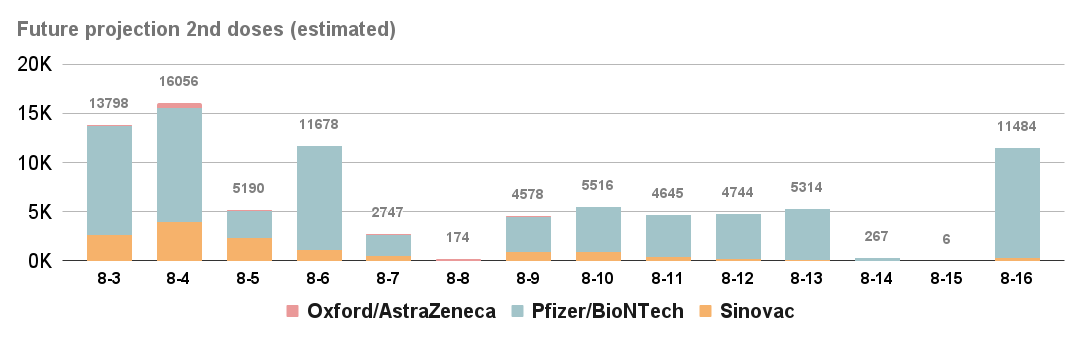 Future projection 2nd doses (estimated)
20K
15K
10K
5K
0K
13798
16056
5190
11678
2747
174
4578
5516
4645
4744
5314
267
6
11484
8-3 8-4 8-5 8-6 8-7 8-8 8-9 8-10 8-11 8-12 8-13 8-14 8-15 8-16
Oxford/AstraZeneca Pfizer/BioNTech Sinovac